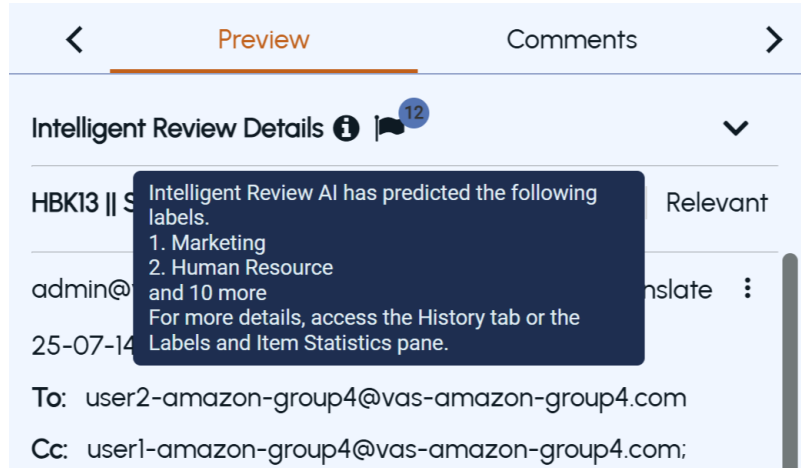 Preview Comments
Intelligent Review Details 12
HBK13 || S Relevant
Intelligent Review AI has predicted the following
labels.
1. Marketing
2. Human Resource
and 10 more
For more details, access the History tab or the
Labels and Item Statistics pane.
admin@ nslate
25-07-14
To: user2-amazon-group4@vas-amazon-group4.com
Cc: user1-amazon-group4@vas-amazon-group4.com;